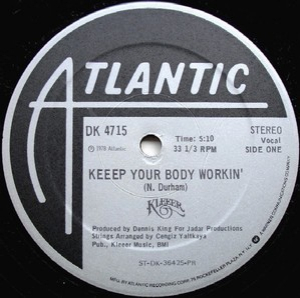 ATLANTIC
DK 4715
Time: 5:10
STEREO
33 1/3 RPM
Vocal
SIDE ONE
KEEEP YOUR BODY WORKIN'
(N. Durham)
KLEEER
Produced by Dennis King For Jadar Productions
Strings Arranged by Cengiz Yaltkaya
Pub., Kleeer Music, BMI
ST-DK-36435-PR